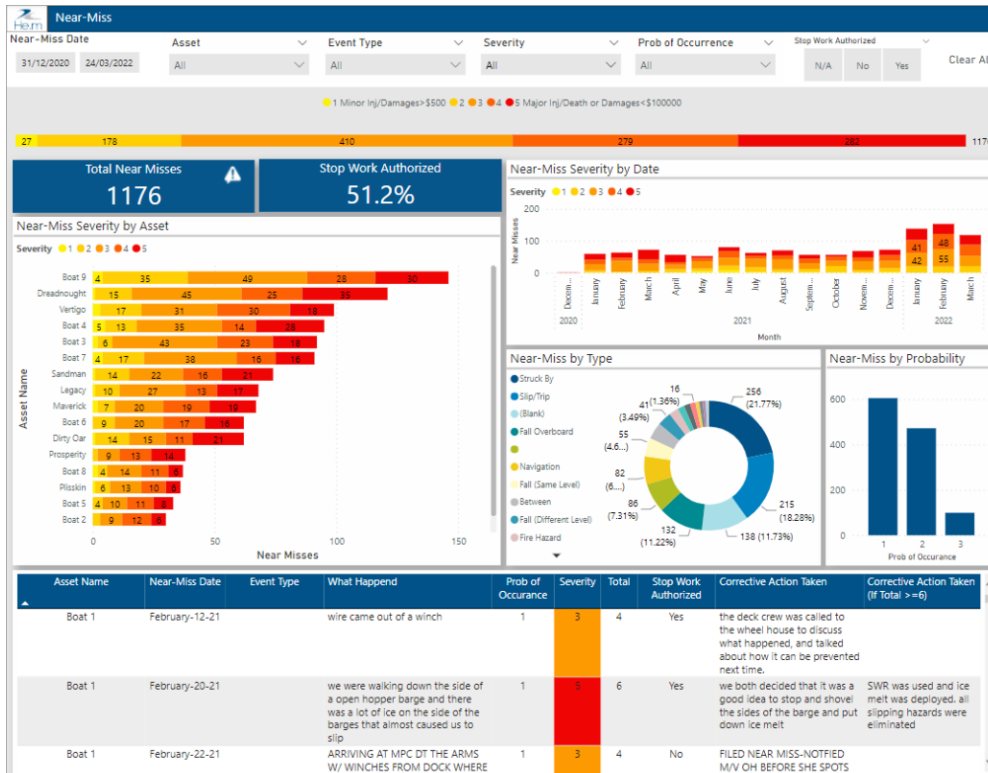 He.m
Near-Miss
Near-Miss Date
31/12/2020 24/03/2022
Asset
All
Event Type
All
Severity
All
Prob of Occurrence
All
Stop Work Authorized
N/A No Yes
Clear Al
1 Minor Inj/Damages>$500 2 3 4 5 Major Inj/Death or Damages<$100000
27 178 410 279 282 1176
Total Near Misses
1176
Stop Work Authorized
51.2%
Near-Miss Severity by Asset
Severity 1 2 3 4 5
Asset Name
Boat 9 4 35 49 28 30
Dreadnought 15 45 25 35
Vertigo 17 31 30 18
Boat 4 5 13 35 14 28
Boat 3 6 43 23 18
Boat 7 4 17 38 16 16
Sandman 14 22 16 21
Legacy 10 27 13 17
Maverick 7 20 19 19
Boat 6 9 20 17 16
Dirty Oar 14 15 11 21
Prosperity 9 13 14
Boat 8 4 14 11 6
Plisskin 6 13 10 6
Boat 5 4 10 11 8
Boat 2 9 12 6
0 50 100 150
Near Misses
Near-Miss Severity by Date
Severity 1 2 3 4 5
Near Misses
200
100
0
41 48
42 55
Decem... January February March April May June July August Septem... October Novem... Decem... January February March
2020 2021 2022
Month
Near-Miss by Type
Struck By
Slip/Trip
(Blank)
Fall Overboard
Navigation
Fall (Same Level)
Between
Fall (Different Level)
Fire Hazard
256
(21.77%)
215
(18.28%)
138 (11.73%)
132
(11.22%)
86
(7.31%)
82
(6....)
55
(4.6...)
41
(3.49%)
16
(1.36%)
Near-Miss by Probability
600
400
200
0
1 2 3
Prob of Occurance
Asset Name Near-Miss Date Event Type What Happend Prob of Occurance Severity Total Stop Work Authorized Corrective Action Taken Corrective Action Taken (If Total >=6)
Boat 1 February-12-21 wire came out of a winch 1 3 4 Yes the deck crew was called to
the wheel house to discuss
what happened, and talked
about how it can be prevented
next time.
Boat 1 February-20-21 we were walking down the side of 1 5 6 Yes we both decided that it was a SWR was used and ice
a open hopper barge and there good idea to stop and shovel melt was deployed. all
was a lot of ice on the side of the the sides of the barge and put slipping hazards were
barges that almost caused us to down ice melt eliminated
slip
Boat 1 February-22-21 ARRIVING AT MPC DT THE ARMS 1 3 4 No FILED NEAR MISS-NOTFIED
W/ WINCHES FROM DOCK WHERE M/V OH BEFORE SHE SPOTS